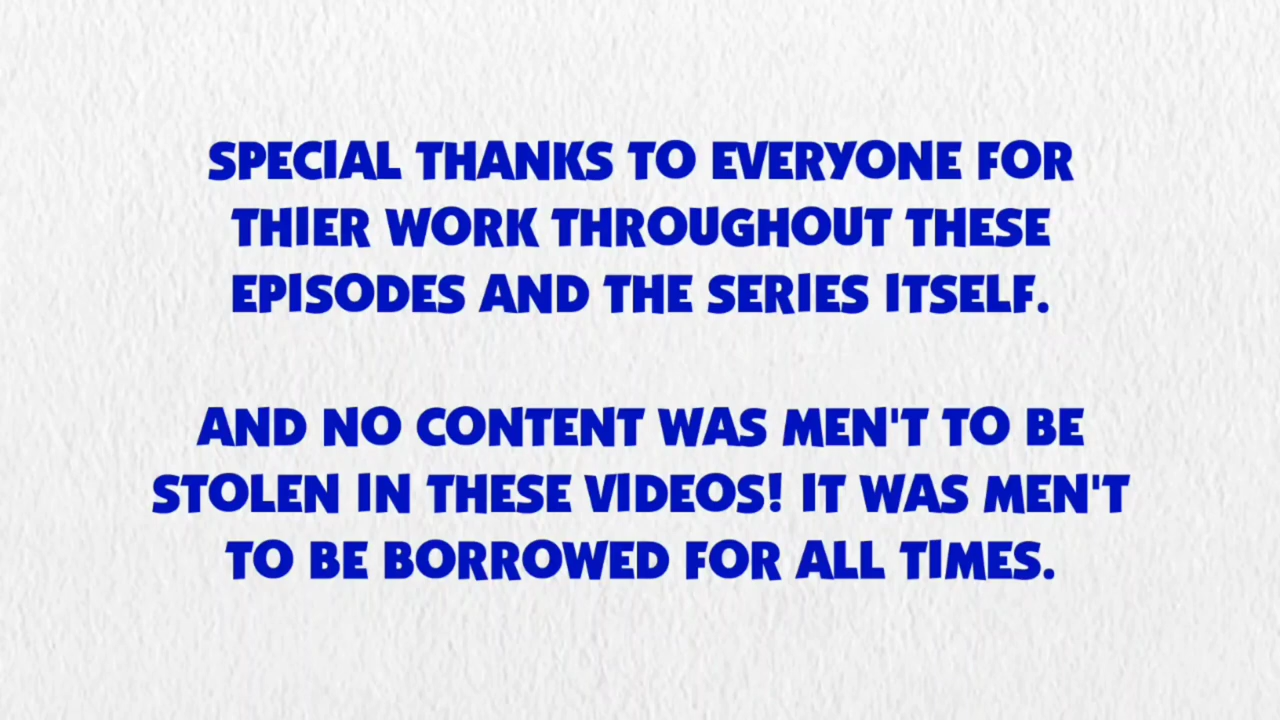 SPECIAL THANKS TO EVERYONE FOR
THIER WORK THROUGHOUT THESE
EPISODES AND THE SERIES ITSELF.
AND NO CONTENT WAS MEN'T TO BE
STOLEN IN THESE VIDEOS! IT WAS MEN'T
TO BE BORROWED FOR ALL TIMES.